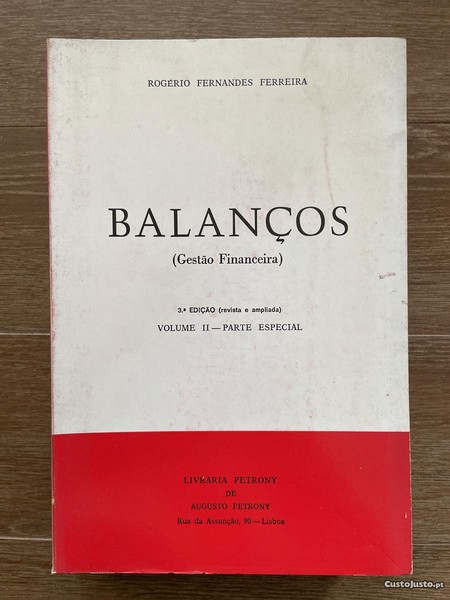 ROGÉRIO FERNANDES FERREIRA
BALANÇOS
(Gestão Financeira)
3.ª EDIÇÃO (revista e ampliada)
VOLUME II — PARTE ESPECIAL
LIVRARIA PETRONY
DE
AUGUSTO PETRONY
Rua da Assunção, 90 — Lisboa
CustoJusto.pt